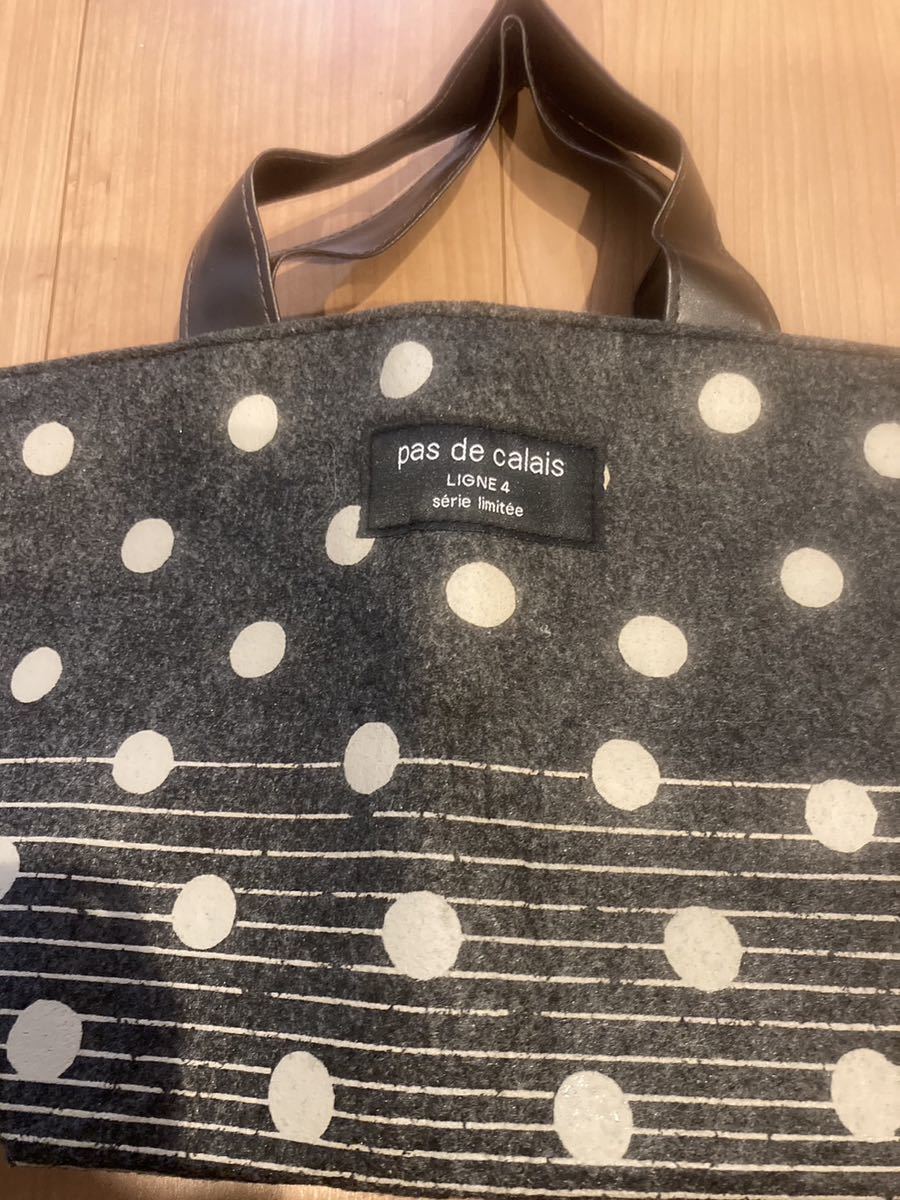 pas de calais
LIGNE 4
série limitée